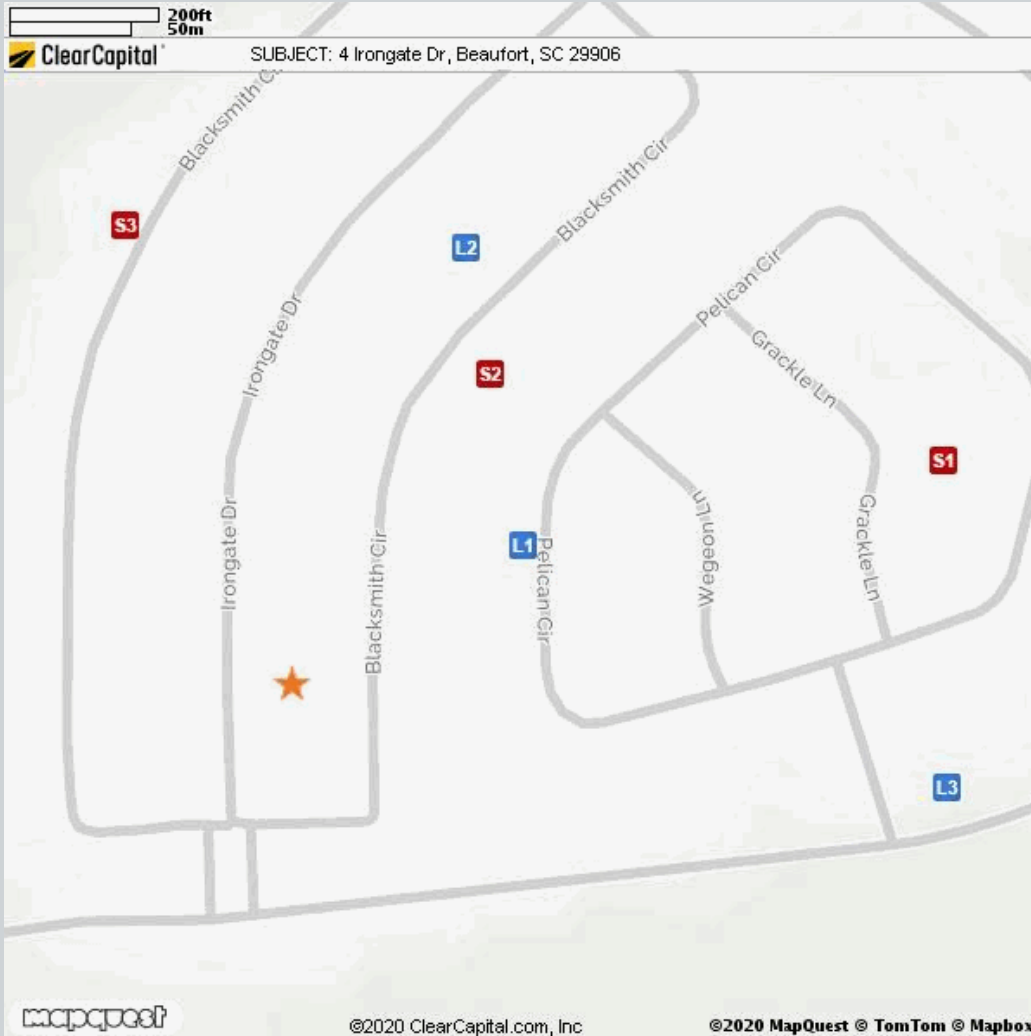 200ft
50m
ClearCapital
SUBJECT: 4 Irongate Dr, Beaufort, SC 29906
Blacksmith Cir
Blacksmith Cir
S3
L2
Pelican Cir
Irongate Dr
Grackle Ln
S2
S1
Irongate Dr
Wegeon Ln
Grackle Ln
L1
Pelican Cir
Blacksmith Cir
L3
mapquest
©2020 ClearCapital.com, Inc
©2020 MapQuest © TomTom © Mapbox